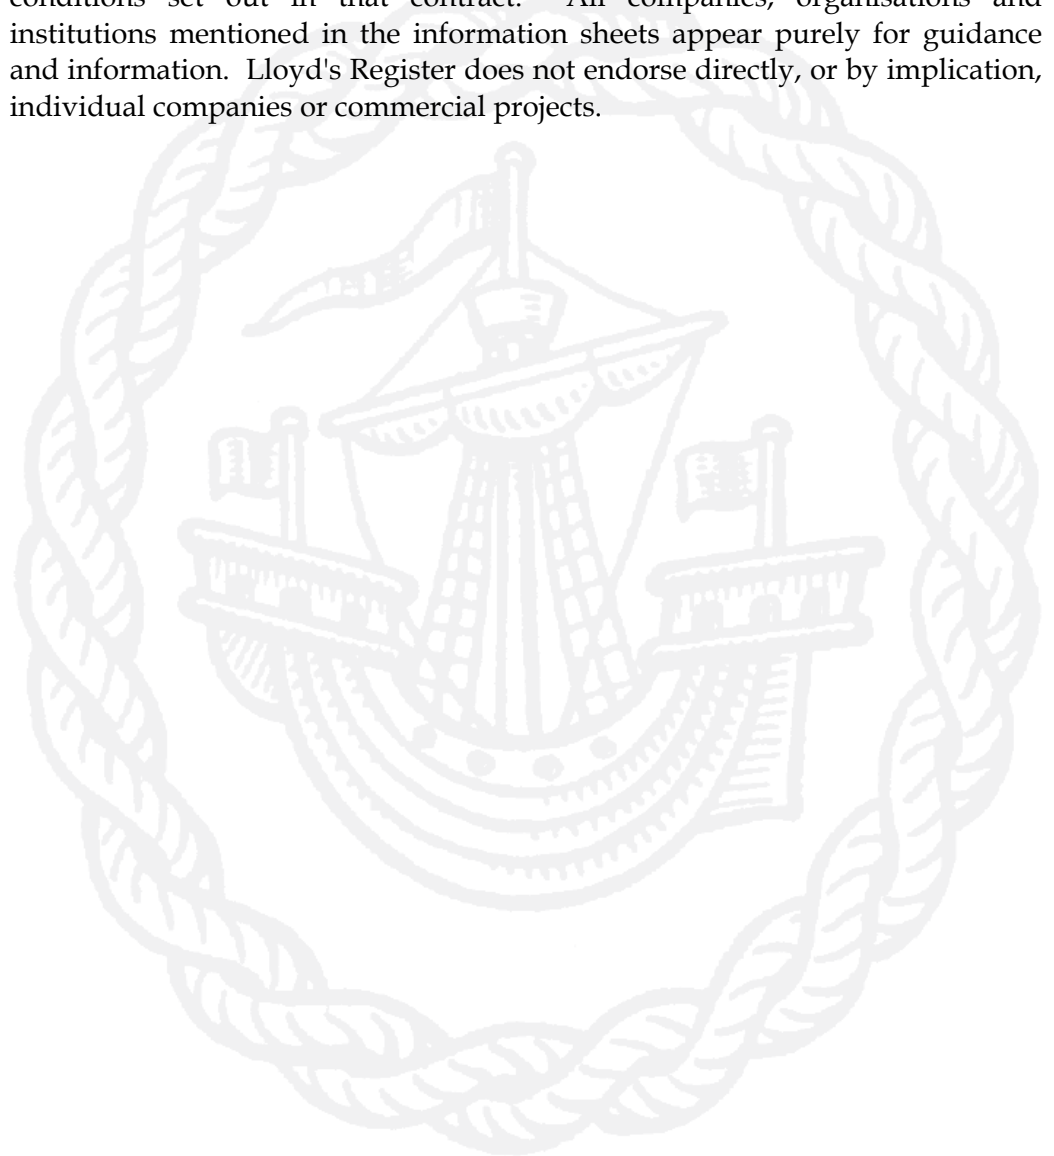 conditions set out in that contract. All companies, organisations and
institutions mentioned in the information sheets appear purely for guidance
and information. Lloyd's Register does not endorse directly, or by implication,
individual companies or commercial projects.